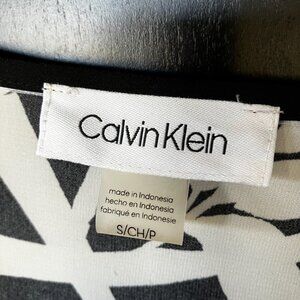 Calvin Klein
made in Indonesia
hecho en Indonesia
fabriqué en Indonésie
S/CH/P